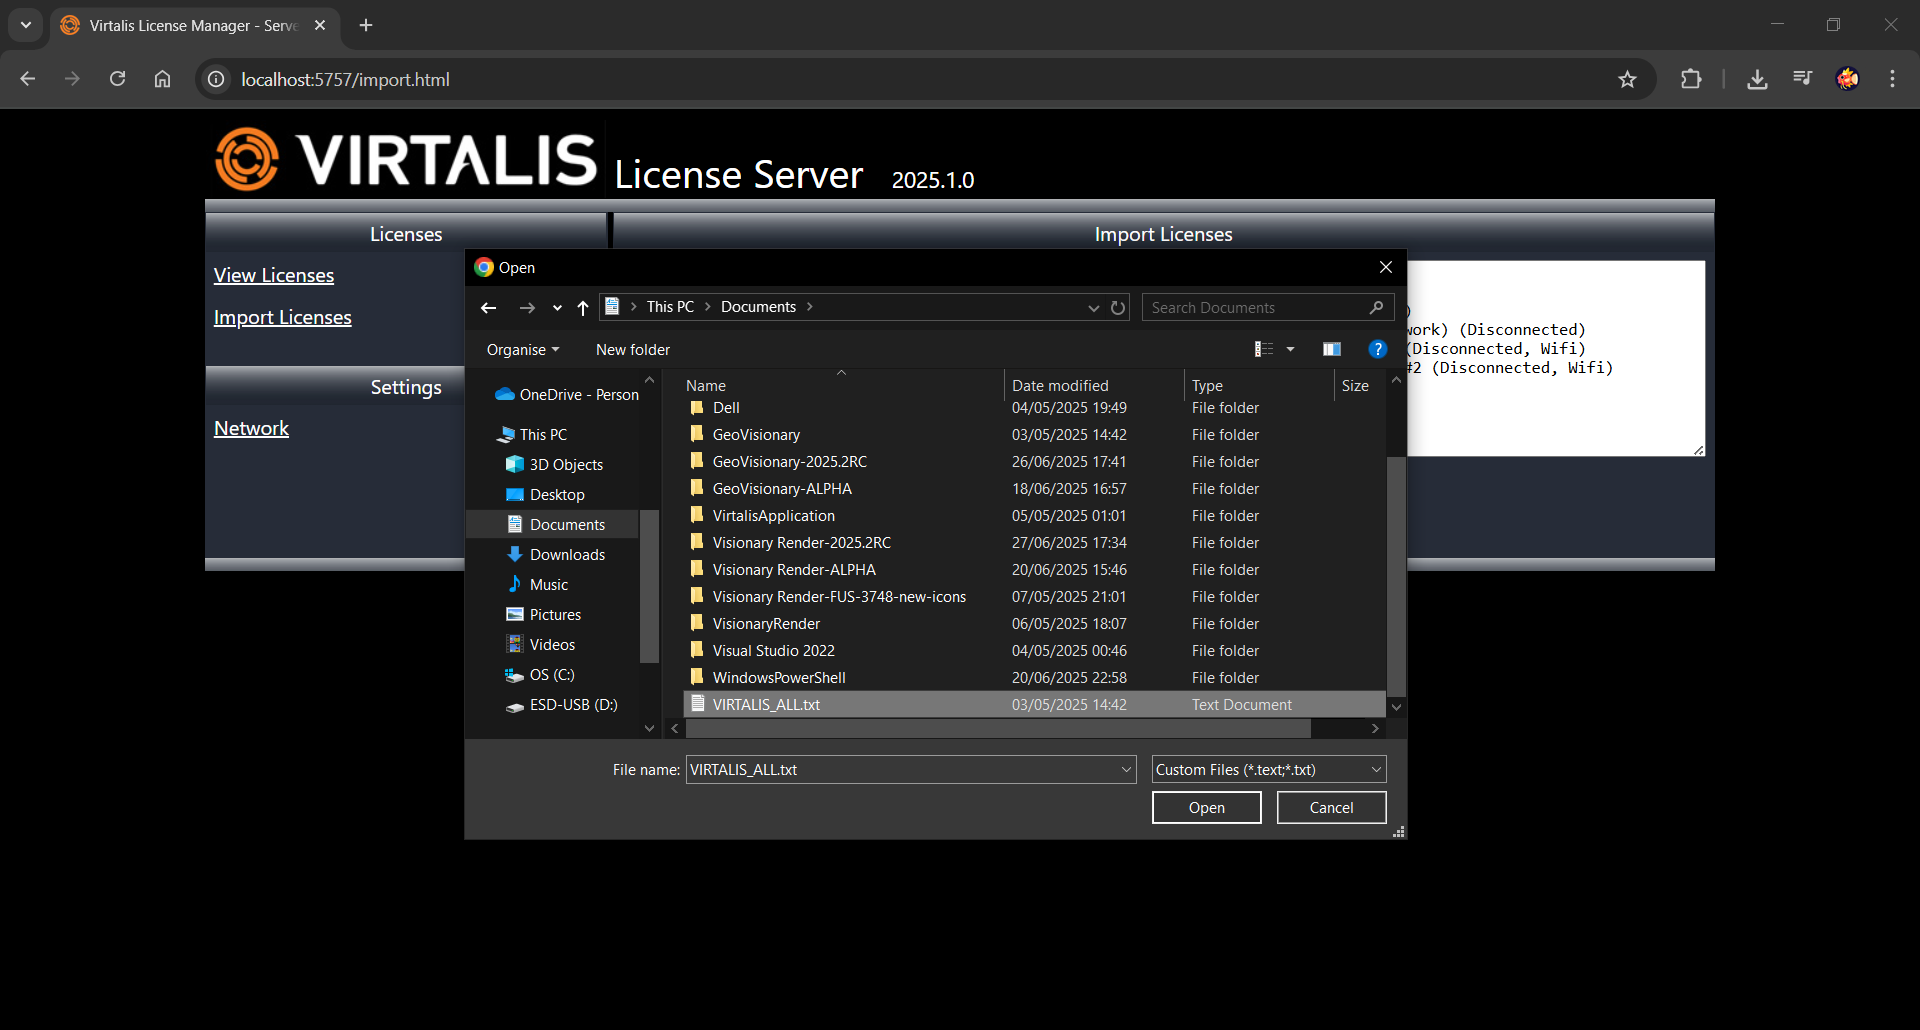 Virtalis License Manager - Serve
localhost:5757/import.html
VIRTALIS License Server 2025.1.0
Licenses
Import Licenses
View Licenses
Import Licenses
Settings
Network
)
work) (Disconnected)
(Disconnected, Wifi)
#2 (Disconnected, Wifi)
Open
This PC > Documents >
Search Documents
Organise
New folder
?
OneDrive - Person
This PC
3D Objects
Desktop
Documents
Downloads
Music
Pictures
Videos
OS (C:)
ESD-USB (D:)
Name Date modified Type Size
Dell 04/05/2025 19:49 File folder
GeoVisionary 03/05/2025 14:42 File folder
GeoVisionary-2025.2RC 26/06/2025 17:41 File folder
GeoVisionary-ALPHA 18/06/2025 16:57 File folder
VirtalisApplication 05/05/2025 01:01 File folder
Visionary Render-2025.2RC 27/06/2025 17:34 File folder
Visionary Render-ALPHA 20/06/2025 15:46 File folder
Visionary Render-FUS-3748-new-icons 07/05/2025 21:01 File folder
VisionaryRender 06/05/2025 18:07 File folder
Visual Studio 2022 04/05/2025 00:46 File folder
WindowsPowerShell 20/06/2025 22:58 File folder
VIRTALIS_ALL.txt 03/05/2025 14:42 Text Document
File name: VIRTALIS_ALL.txt
Custom Files (*.text;*.txt)
Open
Cancel